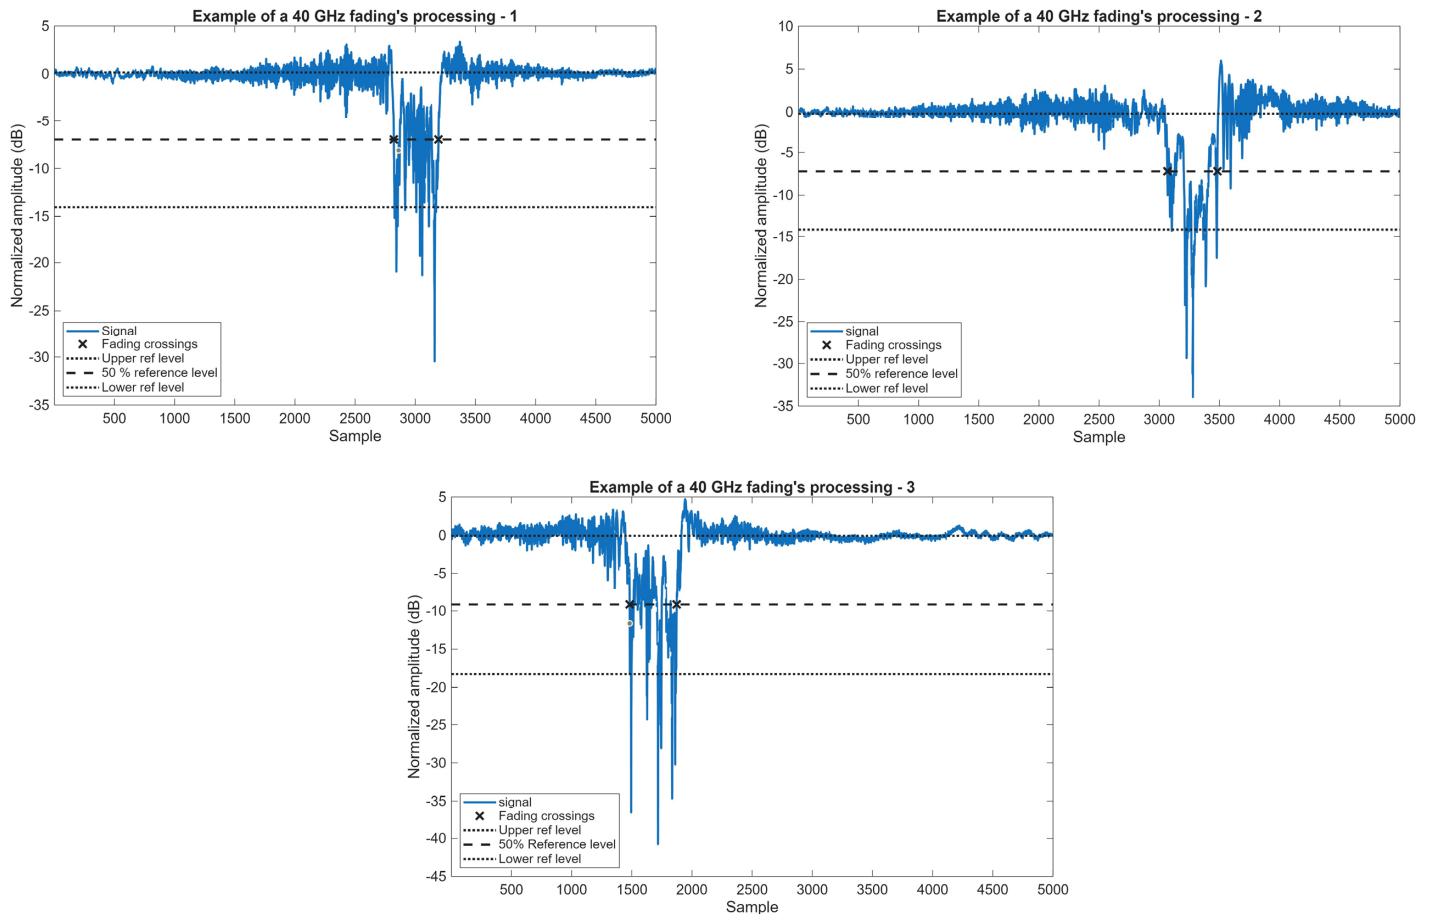 Example of a 40 GHz fading's processing - 1
5
0
-5
-10
-15
-20
-25
-30
-35
Normalized amplitude (dB)
Signal
Fading crossings
Upper ref level
50 % reference level
Lower ref level
500 1000 1500 2000 2500 3000 3500 4000 4500 5000
Sample
Example of a 40 GHz fading's processing - 2
10
5
0
-5
-10
-15
-20
-25
-30
-35
Normalized amplitude (dB)
signal
Fading crossings
Upper ref level
50% reference level
Lower ref level
500 1000 1500 2000 2500 3000 3500 4000 4500 5000
Sample
Example of a 40 GHz fading's processing - 3
5
0
-5
-10
-15
-20
-25
-30
-35
-40
-45
Normalized amplitude (dB)
signal
Fading crossings
Upper ref level
50% Reference level
Lower ref level
500 1000 1500 2000 2500 3000 3500 4000 4500 5000
Sample